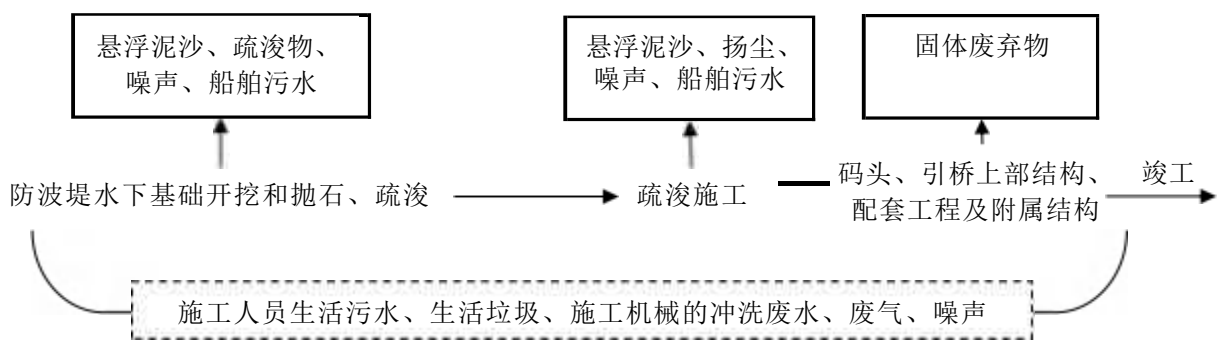 悬浮泥沙、疏浚物、
噪声、船舶污水
悬浮泥沙、扬尘、
噪声、船舶污水
固体废弃物
防波堤水下基础开挖和抛石、疏浚
疏浚施工
码头、引桥上部结构、
配套工程及附属结构
竣工
施工人员生活污水、生活垃圾、施工机械的冲洗废水、废气、噪声